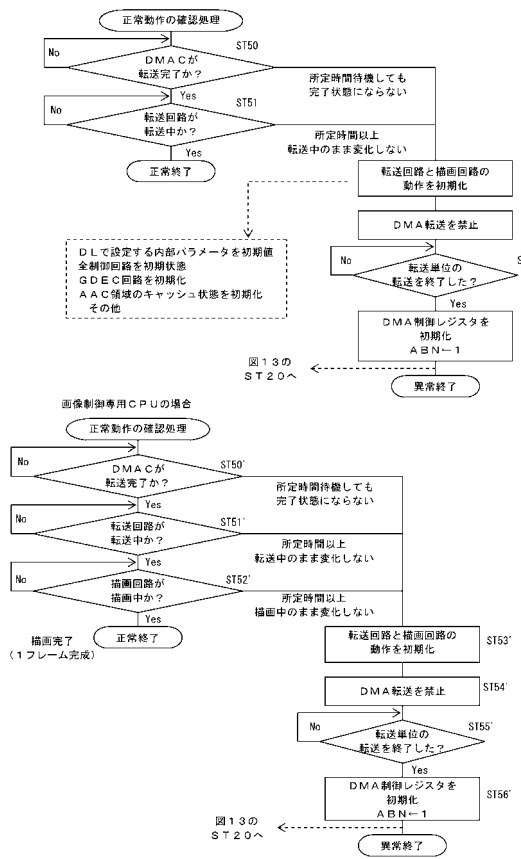 正常動作の確認処理
ST50
No
DMACが
転送完了か？
所定時間待機しても
完了状態にならない
Yes
ST51
No
転送回路が
転送中か？
所定時間以上
転送中のまま変化しない
Yes
正常終了
転送回路と描画回路の
動作を初期化
DMA転送を禁止
DLで設定する内部パラメータを初期値
全制御回路を初期状態
GDEC回路を初期化
AAC領域のキャッシュ状態を初期化
その他
No
転送単位の
転送を終了した？
S
Yes
DMA制御レジスタを
初期化
ABN←1
図13の
ST20へ
異常終了
画像制御専用CPUの場合
正常動作の確認処理
No
DMACが
転送完了か？
ST50'
所定時間待機しても
完了状態にならない
Yes
No
転送回路が
転送中か？
ST51'
所定時間以上
転送中のまま変化しない
Yes
No
描画回路が
描画中か？
ST52'
所定時間以上
描画中のまま変化しない
Yes
描画完了
（1フレーム完成）
正常終了
転送回路と描画回路の
動作を初期化
ST53'
DMA転送を禁止
ST54'
No
転送単位の
転送を終了した？
ST55'
Yes
DMA制御レジスタを
初期化
ABN←1
ST56'
図13の
ST20へ
異常終了